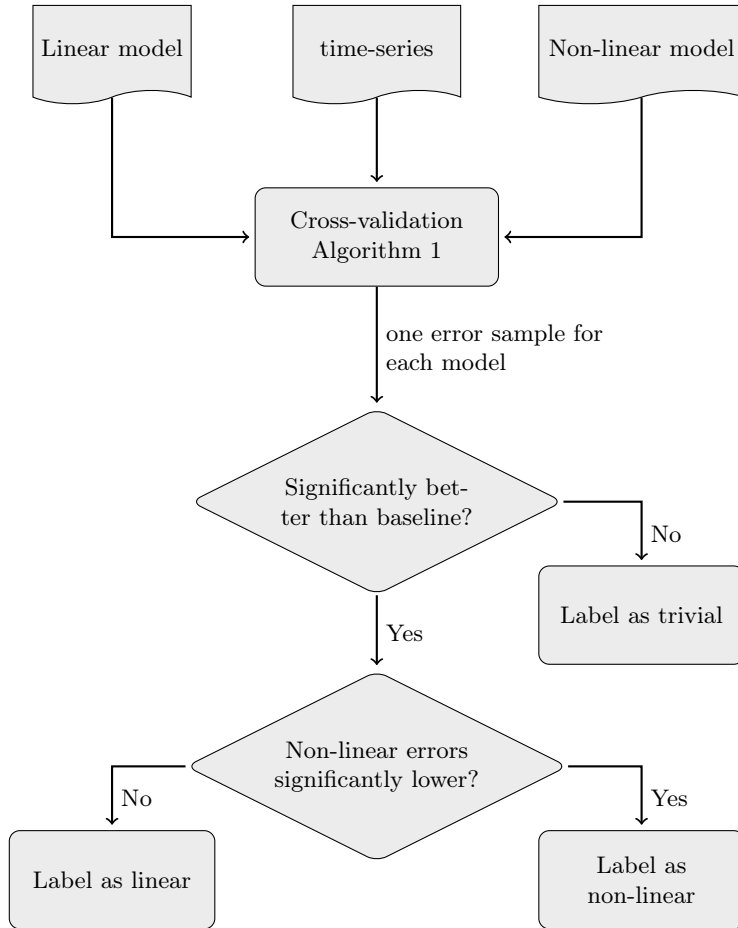 Linear model
time-series
Non-linear model
Cross-validation
Algorithm 1
one error sample for
each model
Significantly bet-
ter than baseline?
No
Label as trivial
Yes
Non-linear errors
significantly lower?
No
Yes
Label as linear
Label as
non-linear